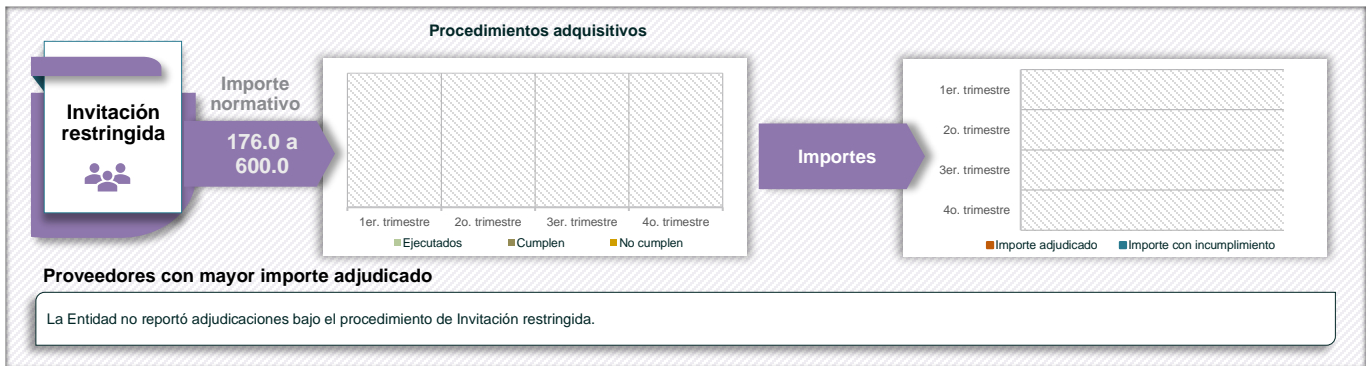 Procedimientos adquisitivos
Invitación
restringida
Importe
normativo
176.0 a
600.0
1er. trimestre 2o. trimestre 3er. trimestre 4o. trimestre
Ejecutados Cumplen No cumplen
Importes
1er. trimestre
2o. trimestre
3er. trimestre
4o. trimestre
Importe adjudicado Importe con incumplimiento
Proveedores con mayor importe adjudicado
La Entidad no reportó adjudicaciones bajo el procedimiento de Invitación restringida.